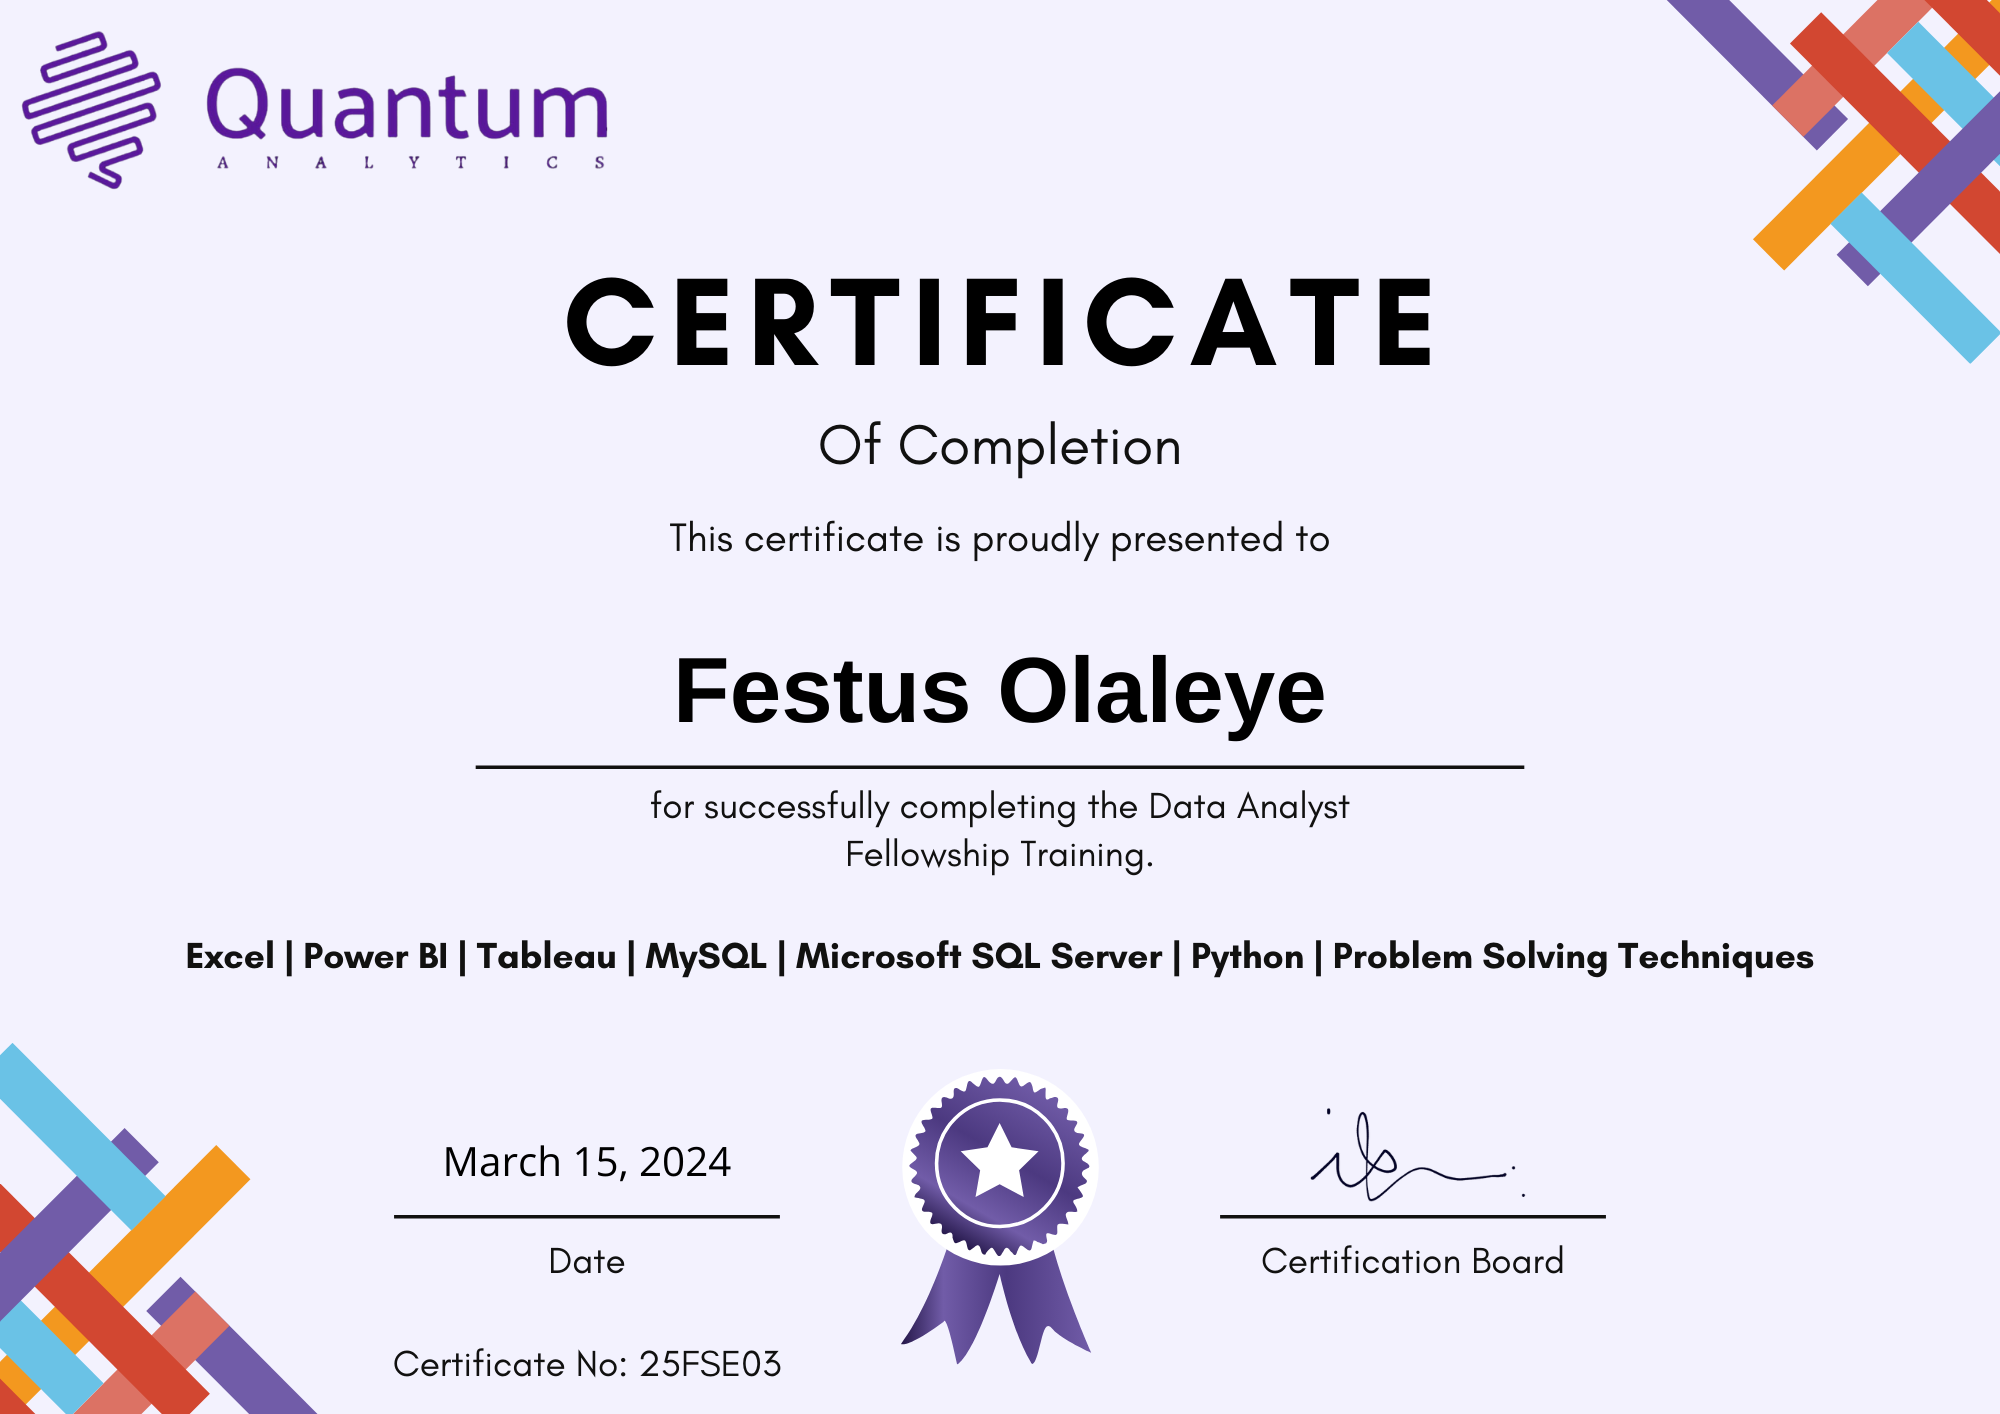 Quantum
ANALYTICS
CERTIFICATE
Of Completion
This certificate is proudly presented to
Festus Olaleye
for successfully completing the Data Analyst
Fellowship Training.
Excel | Power BI | Tableau | MySQL | Microsoft SQL Server | Python | Problem Solving Techniques
March 15, 2024
Date
Certification Board
Certificate No: 25FSE03